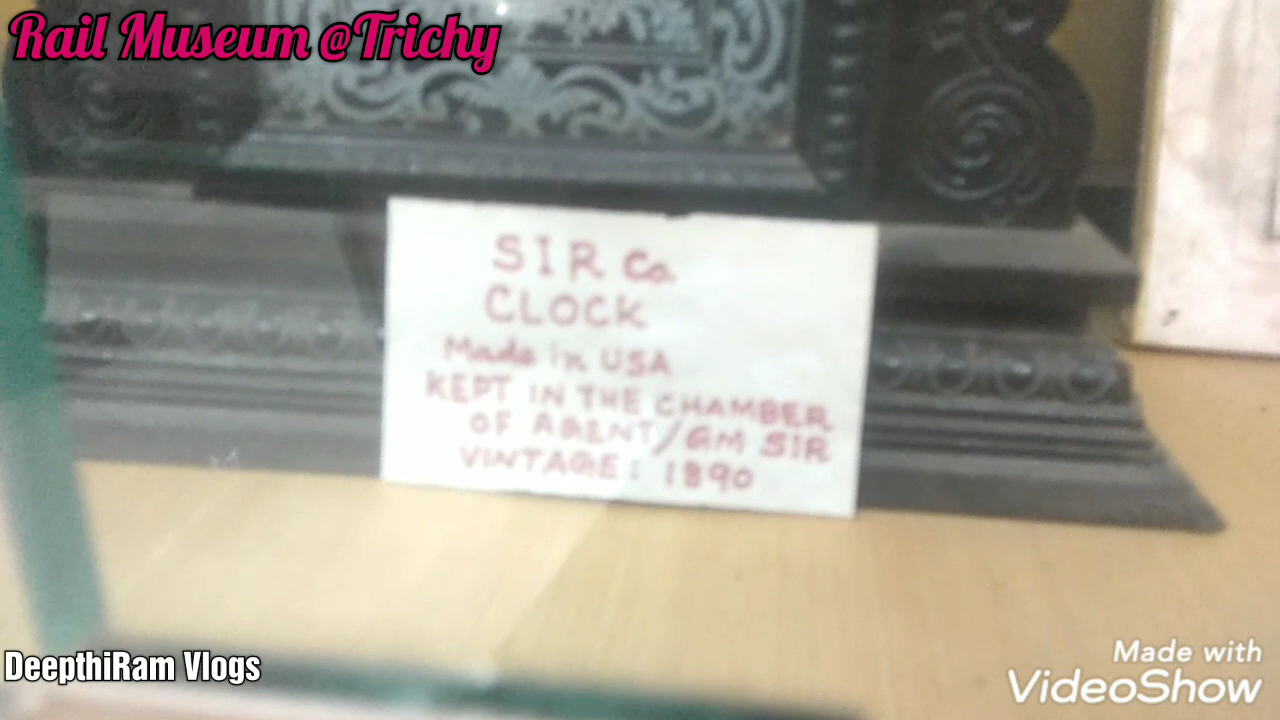 Rail Museum @Trichy
SIR Co.
CLOCK
Made in USA
KEPT IN THE CHAMBER
OF AGENT/GM SIR
VINTAGE: 1890
DeepthiRam Vlogs
Made with
VideoShow